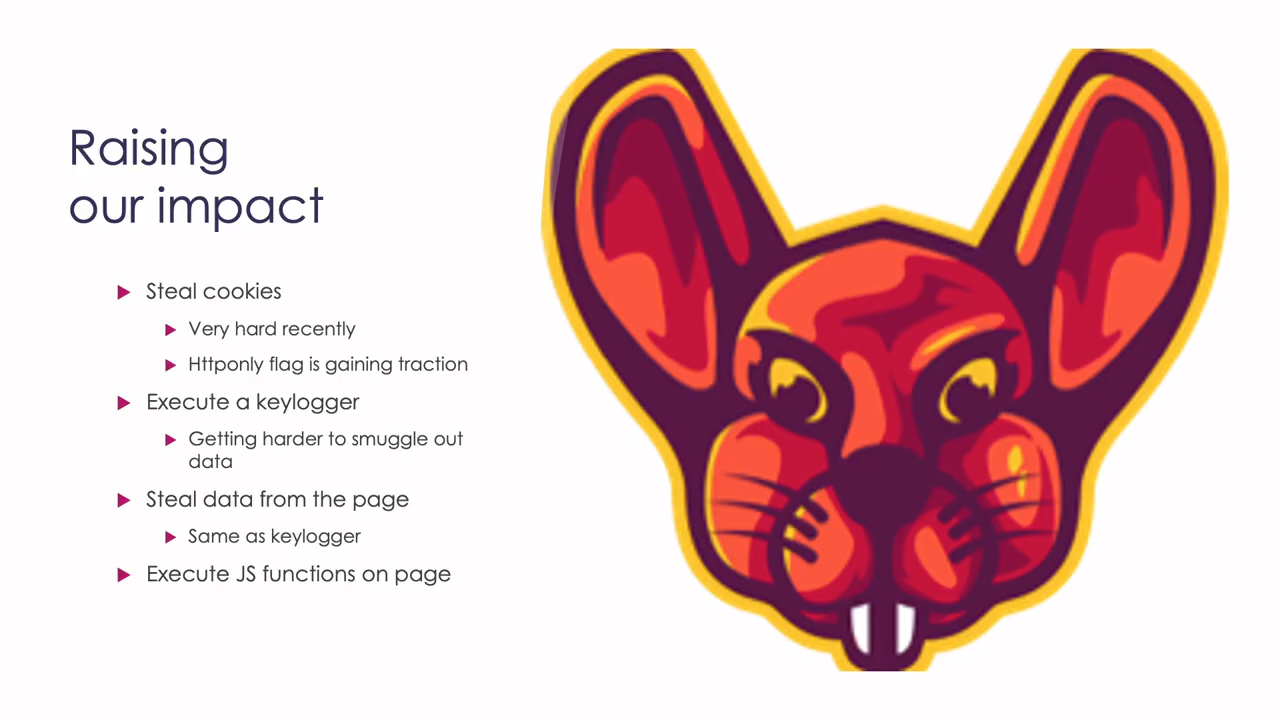 Raising
our impact
Steal cookies
Very hard recently
Httponly flag is gaining traction
Execute a keylogger
Getting harder to smuggle out
data
Steal data from the page
Same as keylogger
Execute JS functions on page